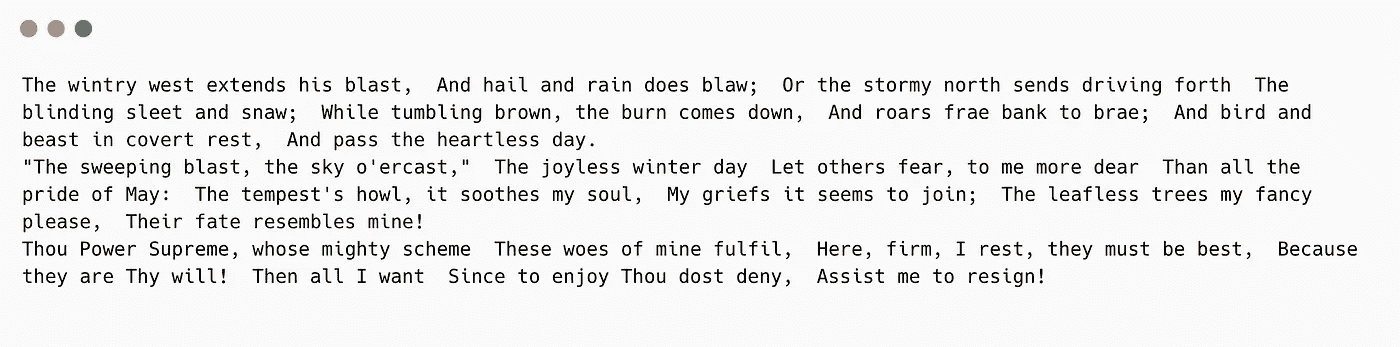 The wintry west extends his blast,  And hail and rain does blaw;  Or the stormy north sends driving forth  The
blinding sleet and snaw;  While tumbling brown, the burn comes down,  And roars frae bank to brae;  And bird and
beast in covert rest,  And pass the heartless day.
"The sweeping blast, the sky o'ercast,"  The joyless winter day  Let others fear, to me more dear  Than all the
pride of May:  The tempest's howl, it soothes my soul,  My griefs it seems to join;  The leafless trees my fancy
please,  Their fate resembles mine!
Thou Power Supreme, whose mighty scheme  These woes of mine fulfil,  Here, firm, I rest, they must be best,  Because
they are Thy will!  Then all I want  Since to enjoy Thou dost deny,  Assist me to resign!